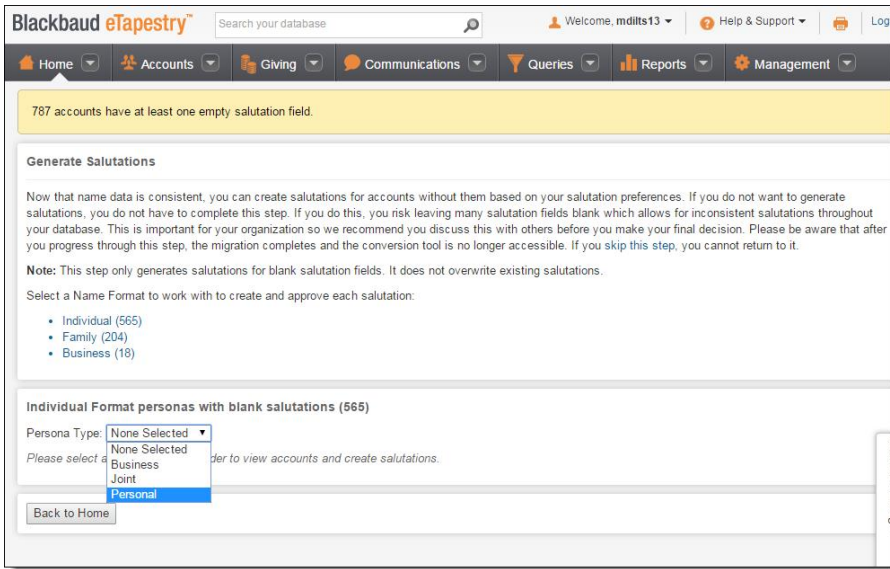 Blackbaud eTapestry™
Search your database
Welcome, mdilts13
Help & Support
Log
Home
Accounts
Giving
Communications
Queries
Reports
Management
787 accounts have at least one empty salutation field.
Generate Salutations
Now that name data is consistent, you can create salutations for accounts without them based on your salutation preferences. If you do not want to generate
salutations, you do not have to complete this step. If you do this, you risk leaving many salutation fields blank which allows for inconsistent salutations throughout
your database. This is important for your organization so we recommend you discuss this with others before you make your final decision. Please be aware that after
you progress through this step, the migration completes and the conversion tool is no longer accessible. If you skip this step, you cannot return to it.
Note: This step only generates salutations for blank salutation fields. It does not overwrite existing salutations.
Select a Name Format to work with to create and approve each salutation:
• Individual (565)
• Family (204)
• Business (18)
Individual Format personas with blank salutations (565)
Persona Type: None Selected
None Selected
Business
Joint
Personal
Please select a der to view accounts and create salutations.
Back to Home